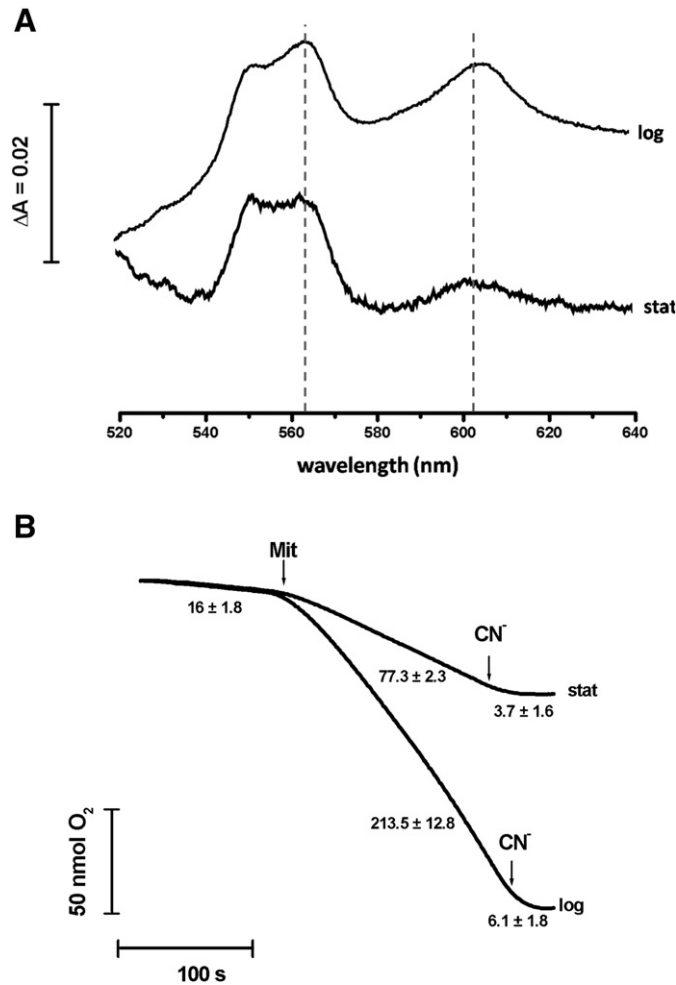 A
ΔA = 0.02
log
stat
520 540 560 580 600 620 640
wavelength (nm)
B
Mit
16 ± 1.8
CN⁻
77.3 ± 2.3
stat
3.7 ± 1.6
50 nmol O₂
213.5 ± 12.8
CN⁻
log
6.1 ± 1.8
100 s